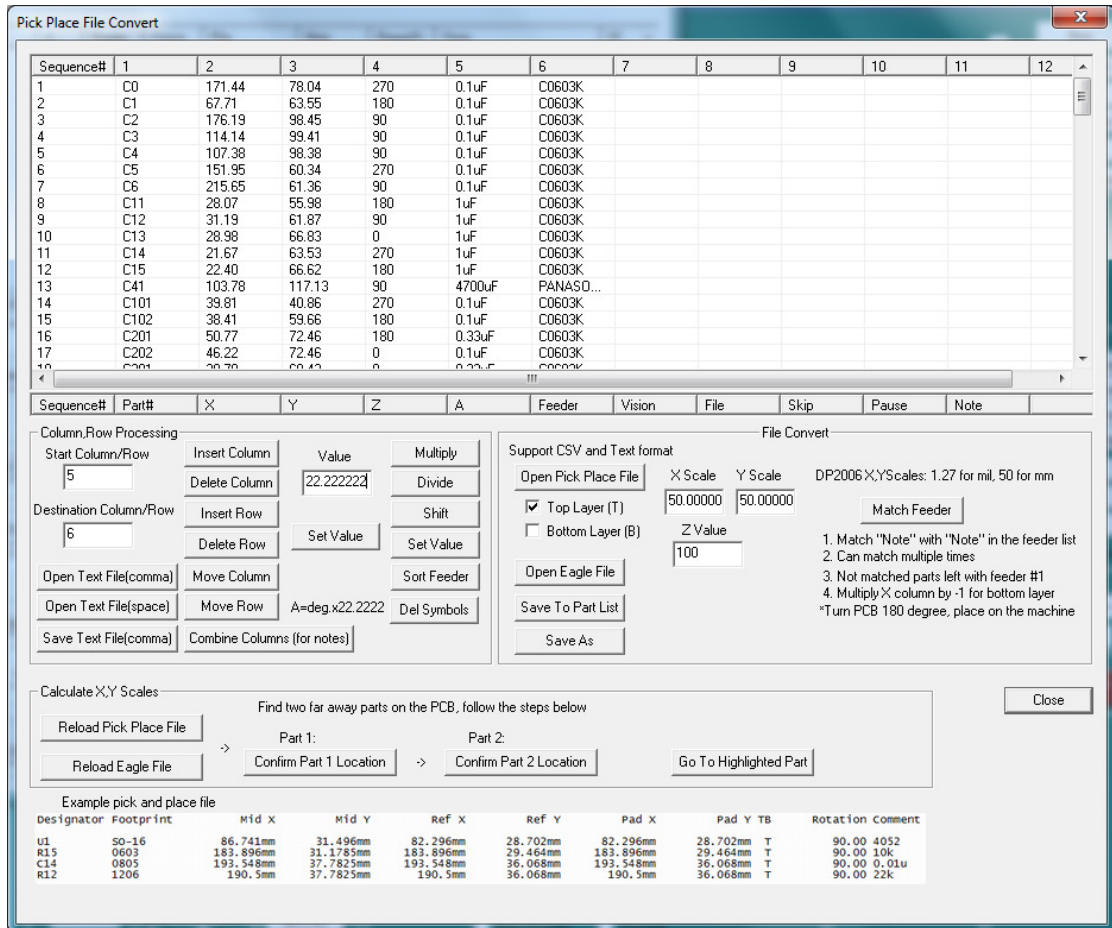 Pick Place File Convert
Sequence# 1 2 3 4 5 6 7 8 9 10 11 12
1 C0 171.44 78.04 270 0.1uF C0603K
2 C1 67.71 63.55 180 0.1uF C0603K
3 C2 176.19 98.45 90 0.1uF C0603K
4 C3 114.14 99.41 90 0.1uF C0603K
5 C4 107.38 98.38 90 0.1uF C0603K
6 C5 151.95 60.34 270 0.1uF C0603K
7 C6 215.65 61.36 90 0.1uF C0603K
8 C11 28.07 55.98 180 1uF C0603K
9 C12 31.19 61.87 90 1uF C0603K
10 C13 28.98 66.83 0 1uF C0603K
11 C14 21.67 63.53 270 1uF C0603K
12 C15 22.40 66.62 180 1uF C0603K
13 C41 103.78 117.13 90 4700uF PANASO...
14 C101 39.81 40.86 270 0.1uF C0603K
15 C102 38.41 59.66 180 0.1uF C0603K
16 C201 50.77 72.46 180 0.33uF C0603K
17 C202 46.22 72.46 0 0.1uF C0603K
Sequence# Part# X Y Z A Feeder Vision File Skip Pause Note
Column,Row Processing
Start Column/Row
5
Destination Column/Row
6
Open Text File(comma)
Open Text File(space)
Save Text File(comma)
Insert Column
Delete Column
Insert Row
Delete Row
Move Column
Move Row
Combine Columns (for notes)
Value
22.222222
Set Value
A=deg.x22.2222
Multiply
Divide
Shift
Set Value
Sort Feeder
Del Symbols
File Convert
Support CSV and Text format
Open Pick Place File
Top Layer (T)
Bottom Layer (B)
Open Eagle File
Save To Part List
Save As
X Scale Y Scale
50.00000 50.00000
Z Value
100
DP2006 X,YScales: 1.27 for mil, 50 for mm
Match Feeder
1. Match "Note" with "Note" in the feeder list
2. Can match multiple times
3. Not matched parts left with feeder #1
4. Multiply X column by -1 for bottom layer
*Turn PCB 180 degree, place on the machine
Calculate X,Y Scales
Find two far away parts on the PCB, follow the steps below
Reload Pick Place File
Reload Eagle File
->
Part 1:
Confirm Part 1 Location
->
Part 2:
Confirm Part 2 Location
Go To Highlighted Part
Close
Example pick and place file
Designator Footprint Mid X Mid Y Ref X Ref Y Pad X Pad Y TB Rotation Comment
U1 SO-16 86.741mm 31.496mm 82.296mm 28.702mm 82.296mm 28.702mm T 90.00 4052
R15 0603 183.896mm 31.1785mm 183.896mm 29.464mm 183.896mm 29.464mm T 90.00 10k
C14 0805 193.548mm 37.7825mm 193.548mm 36.068mm 193.548mm 36.068mm T 90.00 0.01u
R12 1206 190.5mm 37.7825mm 190.5mm 36.068mm 190.5mm 36.068mm T 90.00 22k